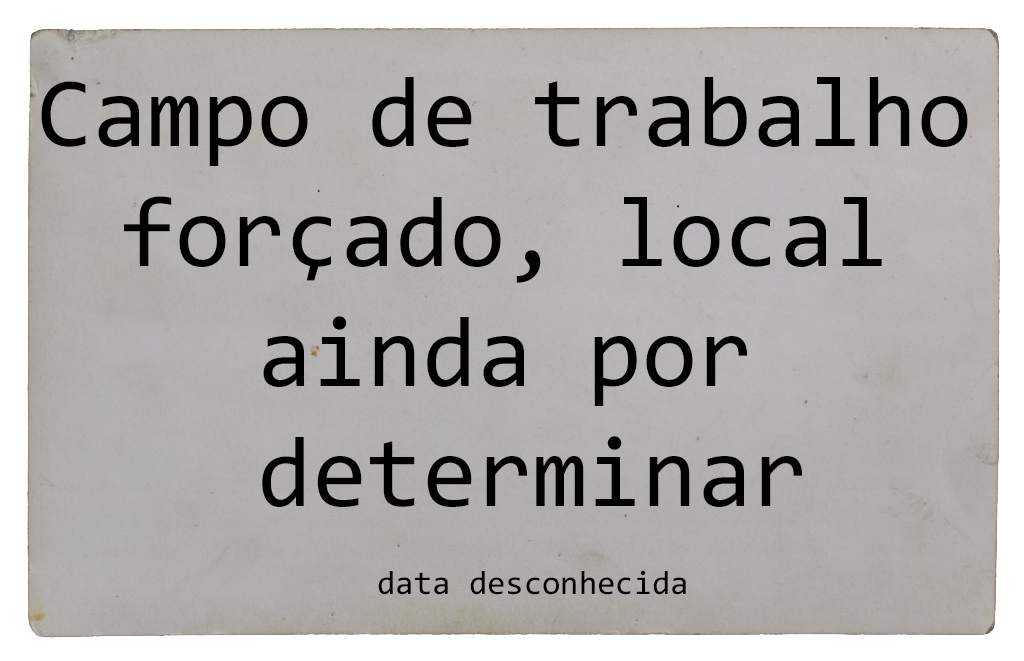 Campo de trabalho
forçado, local
ainda por
determinar
data desconhecida